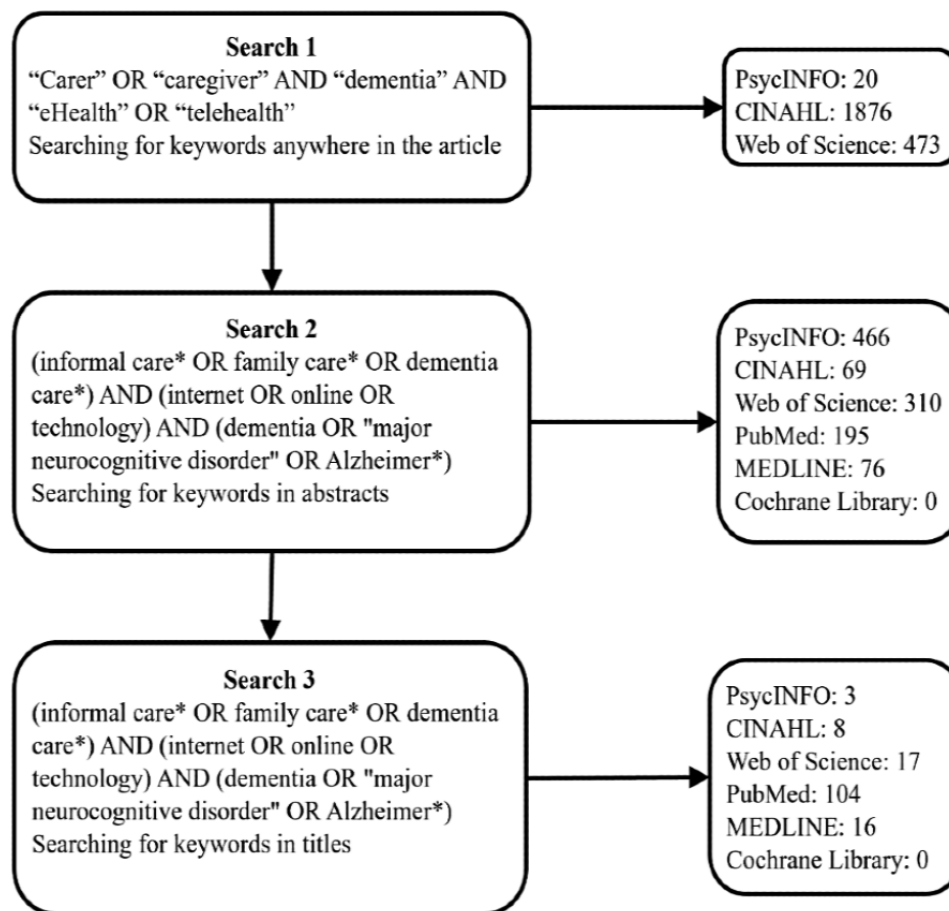 Search 1
“Carer” OR “caregiver” AND “dementia” AND
“eHealth” OR “telehealth”
Searching for keywords anywhere in the article
PsycINFO: 20
CINAHL: 1876
Web of Science: 473
Search 2
(informal care* OR family care* OR dementia
care*) AND (internet OR online OR
technology) AND (dementia OR "major
neurocognitive disorder" OR Alzheimer*)
Searching for keywords in abstracts
PsycINFO: 466
CINAHL: 69
Web of Science: 310
PubMed: 195
MEDLINE: 76
Cochrane Library: 0
Search 3
(informal care* OR family care* OR dementia
care*) AND (internet OR online OR
technology) AND (dementia OR "major
neurocognitive disorder" OR Alzheimer*)
Searching for keywords in titles
PsycINFO: 3
CINAHL: 8
Web of Science: 17
PubMed: 104
MEDLINE: 16
Cochrane Library: 0